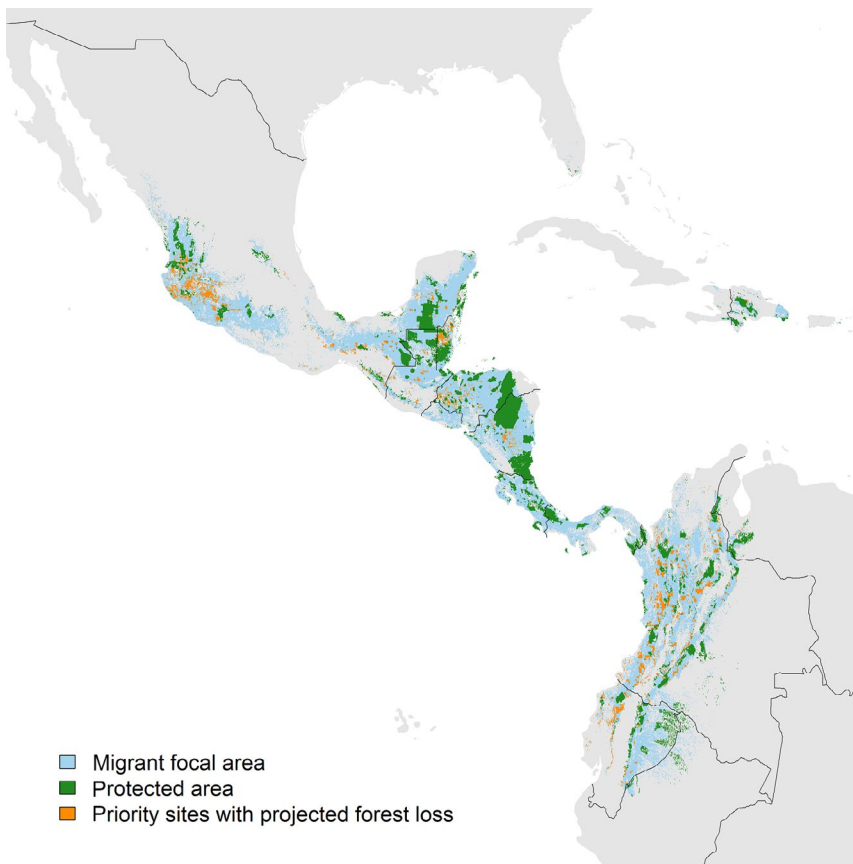 Migrant focal area
Protected area
Priority sites with projected forest loss